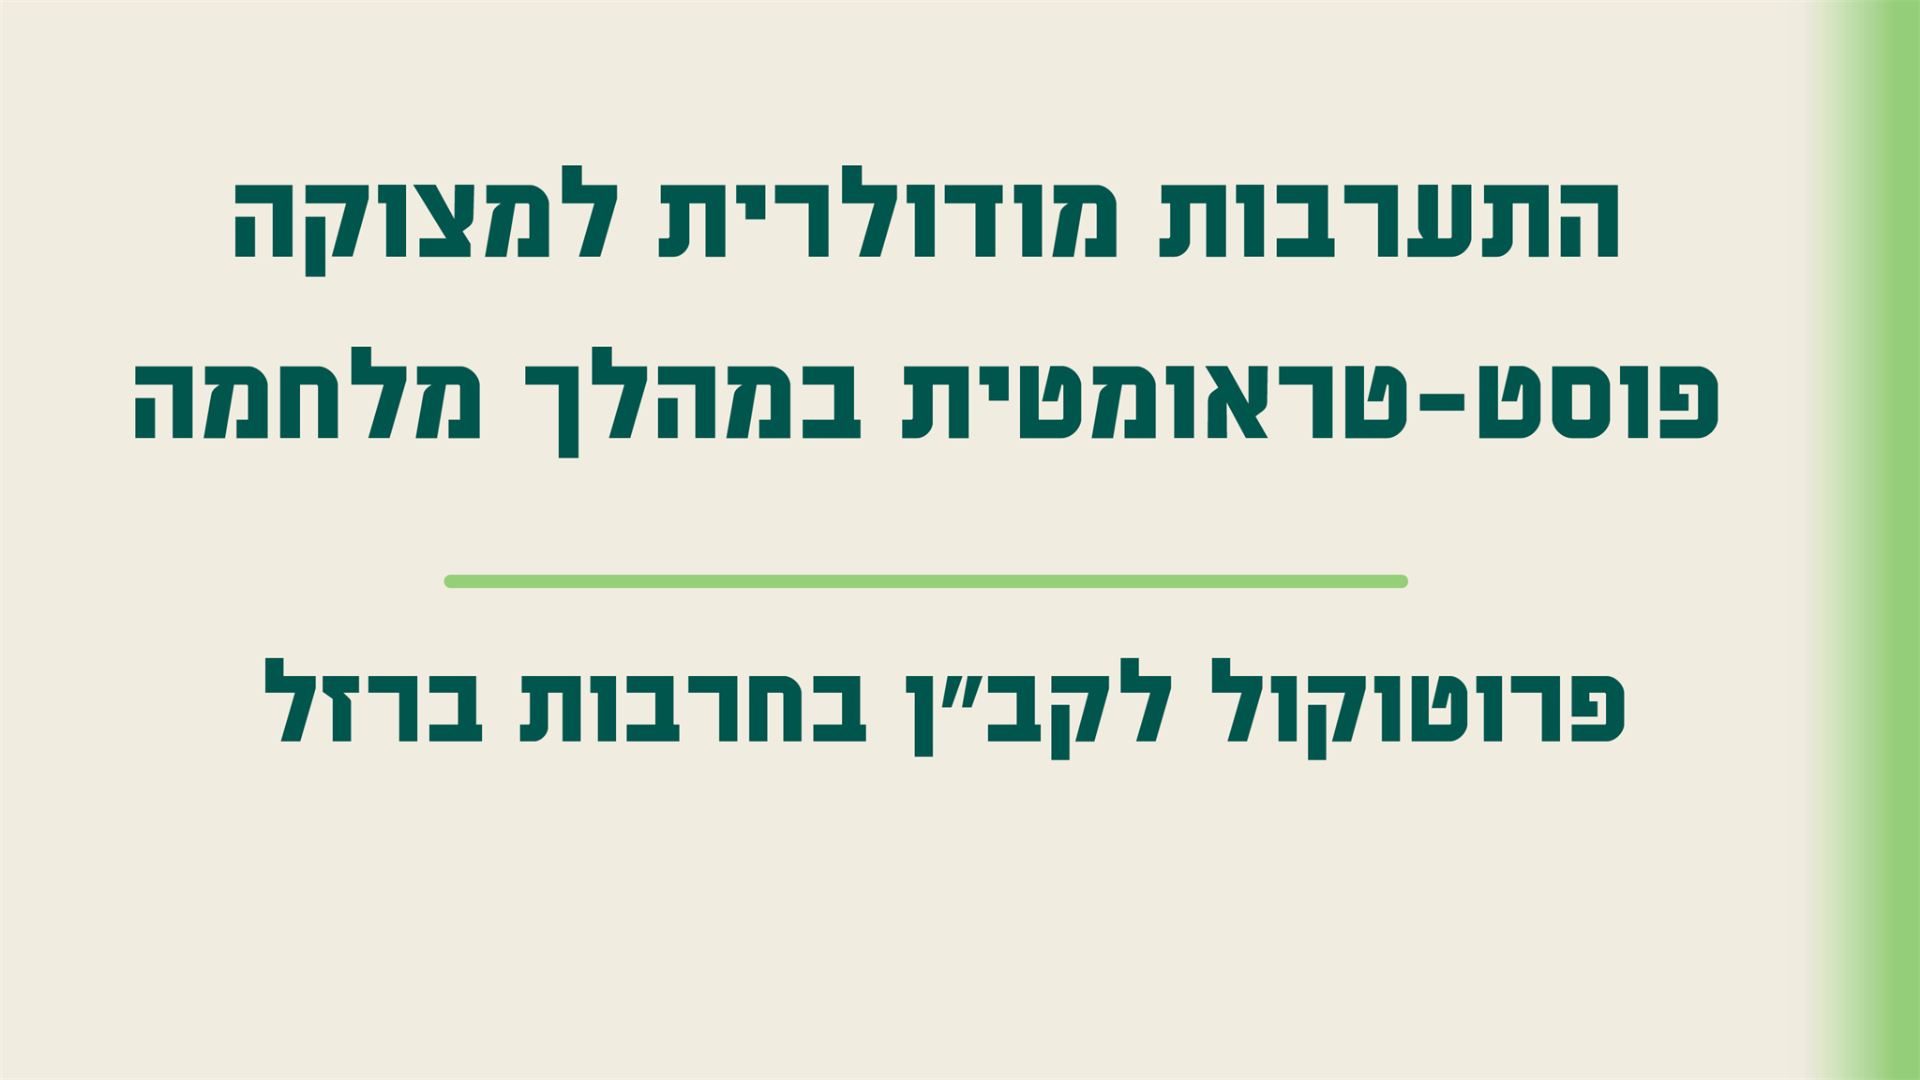 התערבות מודולרית למצוקה
פוסט-טראומטית במהלך מלחמה
פרוטוקול לקב"ן בחרבות ברזל